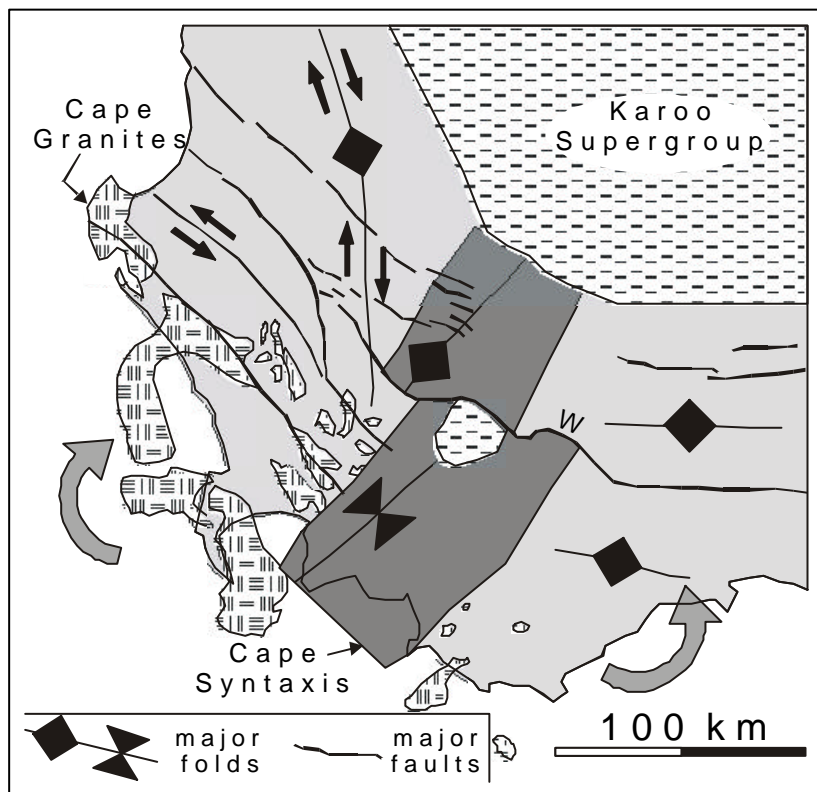 Cape
Granites
Karoo
Supergroup
W
Cape
Syntaxis
major
folds
major
faults
100 km